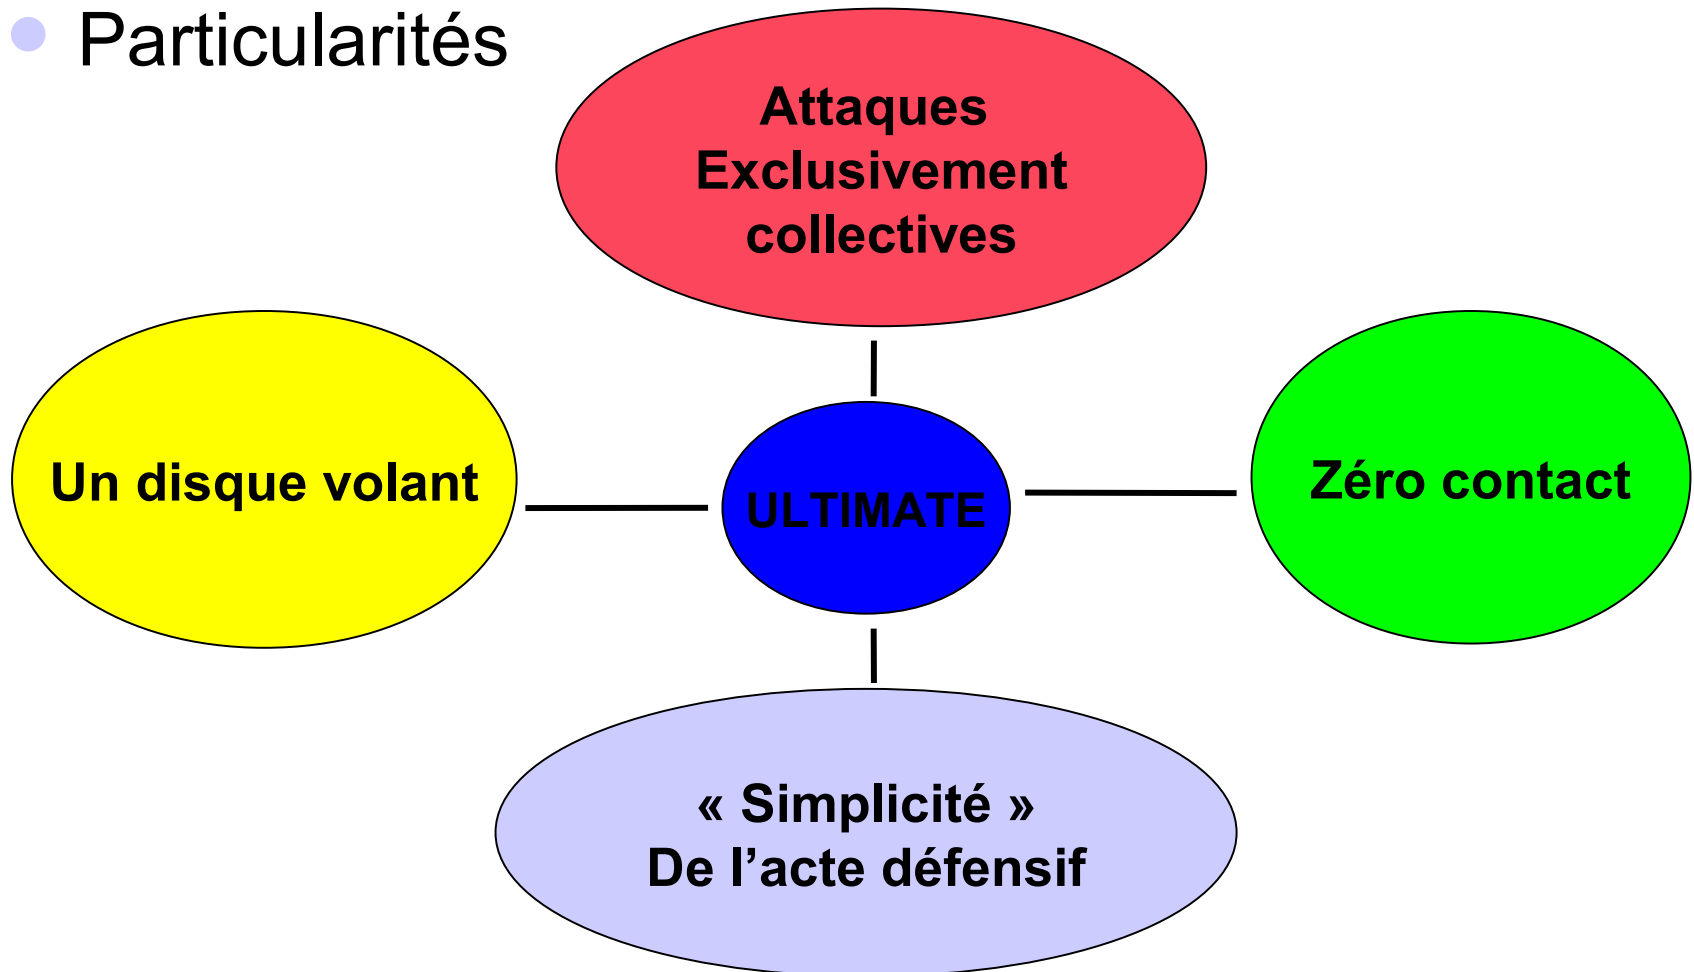 Particularités
Attaques
Exclusivement
collectives
Un disque volant
ULTIMATE
Zéro contact
« Simplicité »
De l’acte défensif